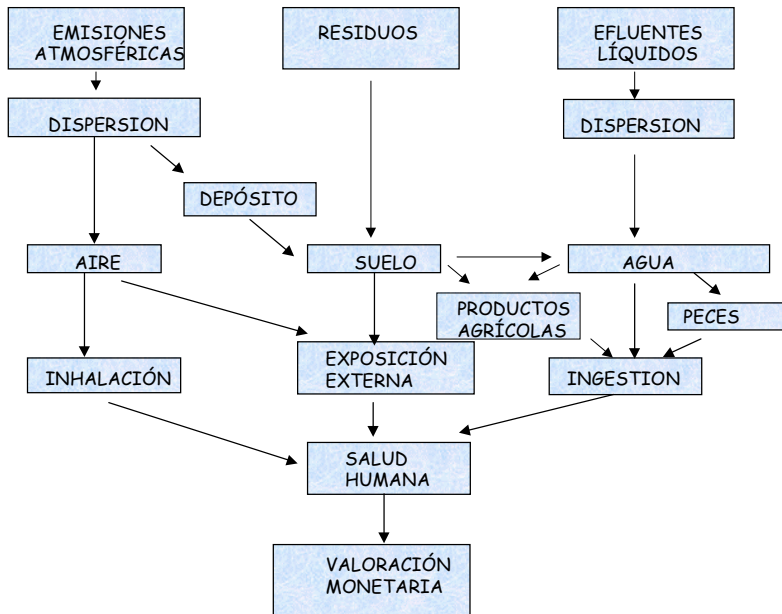 EMISIONES
ATMOSFÉRICAS
RESIDUOS
EFLUENTES
LÍQUIDOS
DISPERSION
DISPERSION
DEPÓSITO
AIRE
SUELO
AGUA
PRODUCTOS
AGRÍCOLAS
PECES
INHALACIÓN
EXPOSICIÓN
EXTERNA
INGESTION
SALUD
HUMANA
VALORACIÓN
MONETARIA